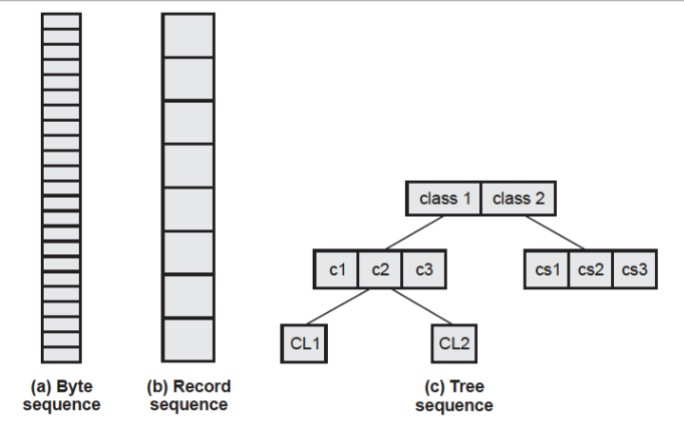 class 1 class 2
c1 c2 c3 cs1 cs2 cs3
CL1 CL2
(a) Byte (b) Record (c) Tree
sequence sequence sequence